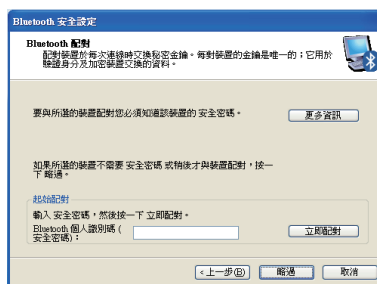 Bluetooth 安全設定
Bluetooth 配對
配對裝置於每次連線時交換秘密金鑰。每對裝置的金鑰是唯一的；它用於
驗證身分及加密裝置交換的資料。
要與所選的裝置配對您必須知道該裝置的 安全密碼。
更多資訊
如果所選的裝置不需要 安全密碼 或稍後才與裝置配對，按一
下 略過。
起始配對
輸入 安全密碼，然後按一下 立即配對。
Bluetooth 個人識別碼 (
安全密碼)：
立即配對
<上一步(B)
略過
取消